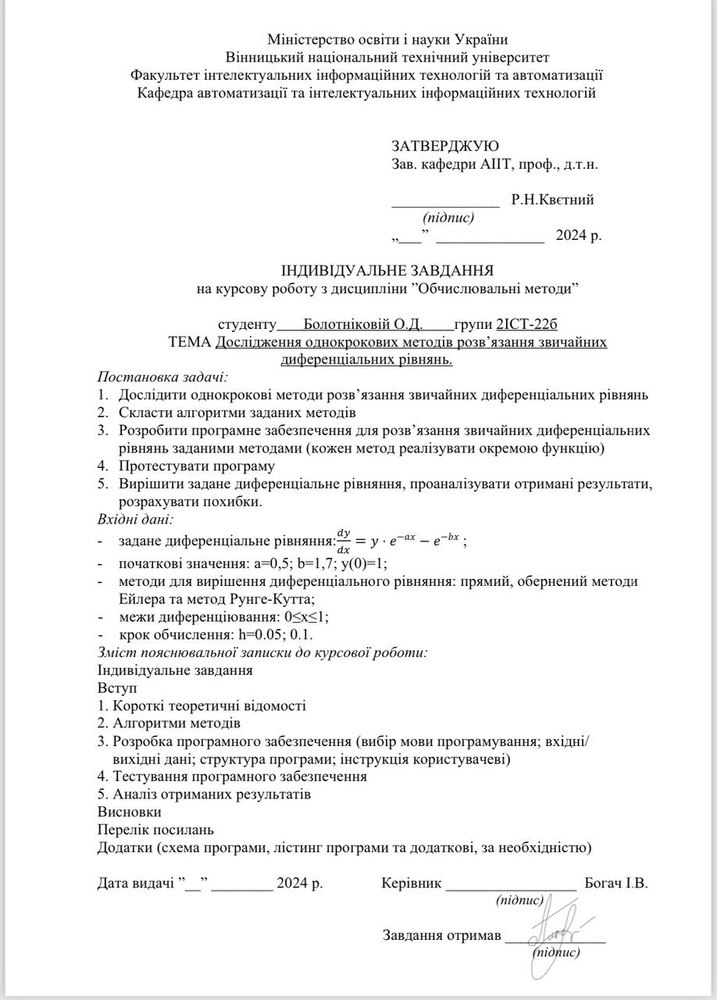 Міністерство освіти і науки України
Вінницький національний технічний університет
Факультет інтелектуальних інформаційних технологій та автоматизації
Кафедра автоматизації та інтелектуальних інформаційних технологій
ЗАТВЕРДЖУЮ
Зав. кафедри АІІТ, проф., д.т.н.
______________ Р.Н.Квєтний
(підпис)
„___” ______________ 2024 р.
ІНДИВІДУАЛЬНЕ ЗАВДАННЯ
на курсову роботу з дисципліни ”Обчислювальні методи”
студенту Болотніковій О.Д. групи 2ІСТ-22б
ТЕМА Дослідження однокрокових методів розв’язання звичайних
диференціальних рівнянь.
Постановка задачі:
1. Дослідити однокрокові методи розв’язання звичайних диференціальних рівнянь
2. Скласти алгоритми заданих методів
3. Розробити програмне забезпечення для розв’язання звичайних диференціальних
рівнянь заданими методами (кожен метод реалізувати окремою функцію)
4. Протестувати програму
5. Вирішити задане диференціальне рівняння, проаналізувати отримані результати,
розрахувати похибки.
Вхідні дані:
- задане диференціальне рівняння: dy/dx = y · e^(−ax) − e^(−bx) ;
- початкові значення: a=0,5; b=1,7; y(0)=1;
- методи для вирішення диференціального рівняння: прямий, обернений методи
Ейлера та метод Рунге-Кутта;
- межи диференціювання: 0≤x≤1;
- крок обчислення: h=0.05; 0.1.
Зміст пояснювальної записки до курсової роботи:
Індивідуальне завдання
Вступ
1. Короткі теоретичні відомості
2. Алгоритми методів
3. Розробка програмного забезпечення (вибір мови програмування; вхідні/
вихідні дані; структура програми; інструкція користувачеві)
4. Тестування програмного забезпечення
5. Аналіз отриманих результатів
Висновки
Перелік посилань
Додатки (схема програми, лістинг програми та додаткові, за необхідністю)
Дата видачі ”__” ________ 2024 р. Керівник _________________ Богач І.В.
(підпис)
Завдання отримав _____________
(підпис)